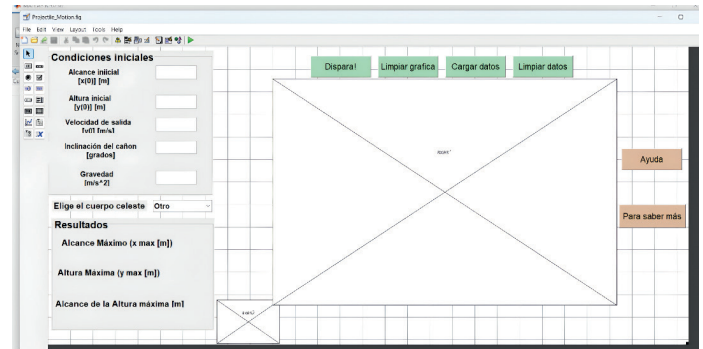 Projectile_Motion.fig
File Edit View Layout Tools Help
Condiciones iniciales
Alcance iniicial
[x(0)] [m]
Altura inicial
[y(0)] [m]
Velocidad de salida
[v0] [m/s]
Inclinación del cañon
[grados]
Gravedad
[m/s^2]
Elige el cuerpo celeste Otro
Resultados
Alcance Máximo (x max [m])
Altura Máxima (y max [m])
Alcance de la Altura máxima [m]
Dispara! Limpiar grafica Cargar datos Limpiar datos
Ayuda
Para saber más